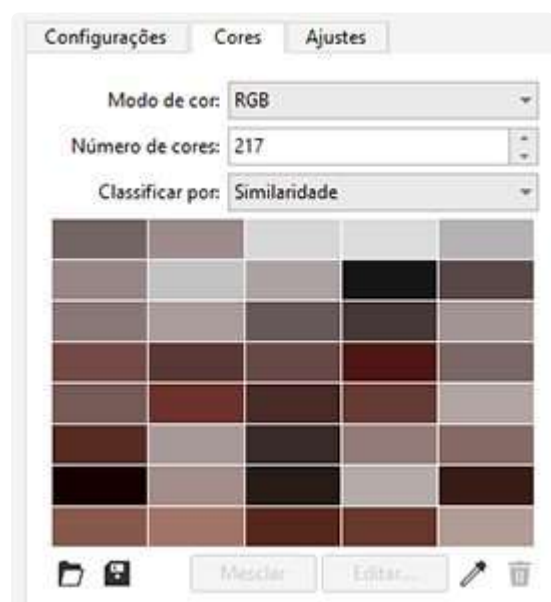 Configurações Cores Ajustes
Modo de cor: RGB
Número de cores: 217
Classificar por: Similaridade
Mesclar Editar...